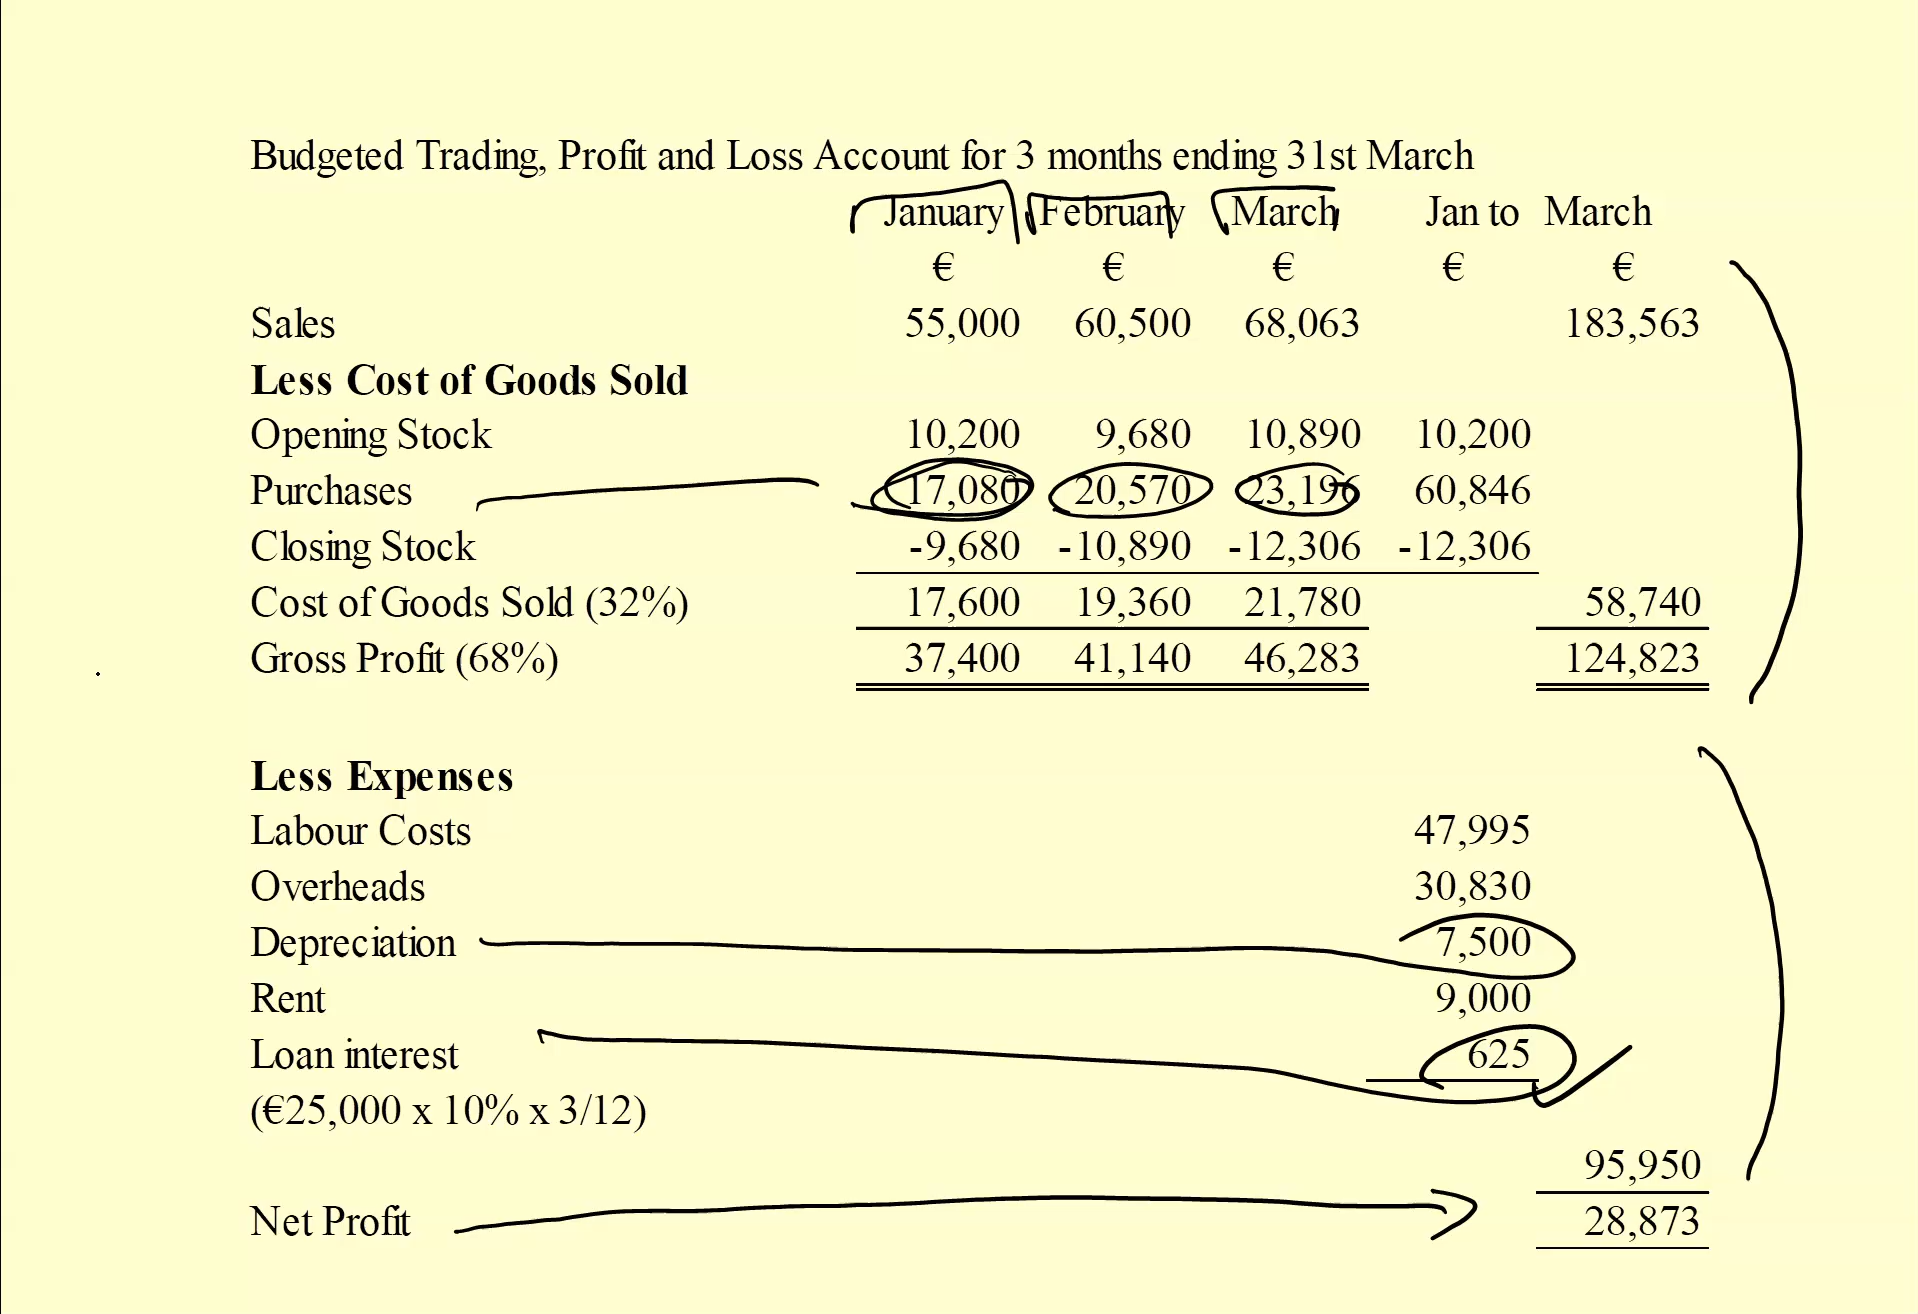 Budgeted Trading, Profit and Loss Account for 3 months ending 31st March
January February March Jan to March
€ € € € €
Sales 55,000 60,500 68,063 183,563
Less Cost of Goods Sold
Opening Stock 10,200 9,680 10,890 10,200
Purchases 17,080 20,570 23,196 60,846
Closing Stock -9,680 -10,890 -12,306 -12,306
Cost of Goods Sold (32%) 17,600 19,360 21,780 58,740
Gross Profit (68%) 37,400 41,140 46,283 124,823
Less Expenses
Labour Costs 47,995
Overheads 30,830
Depreciation 7,500
Rent 9,000
Loan interest 625
(€25,000 x 10% x 3/12)
95,950
Net Profit 28,873